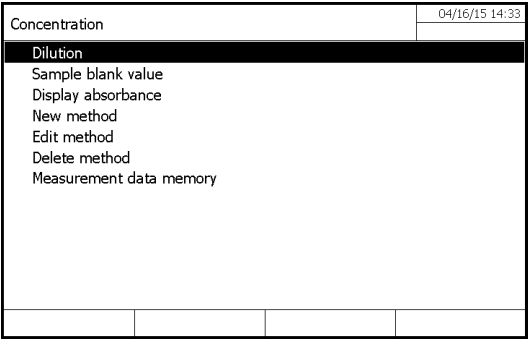 Concentration
04/16/15 14:33
Dilution
Sample blank value
Display absorbance
New method
Edit method
Delete method
Measurement data memory